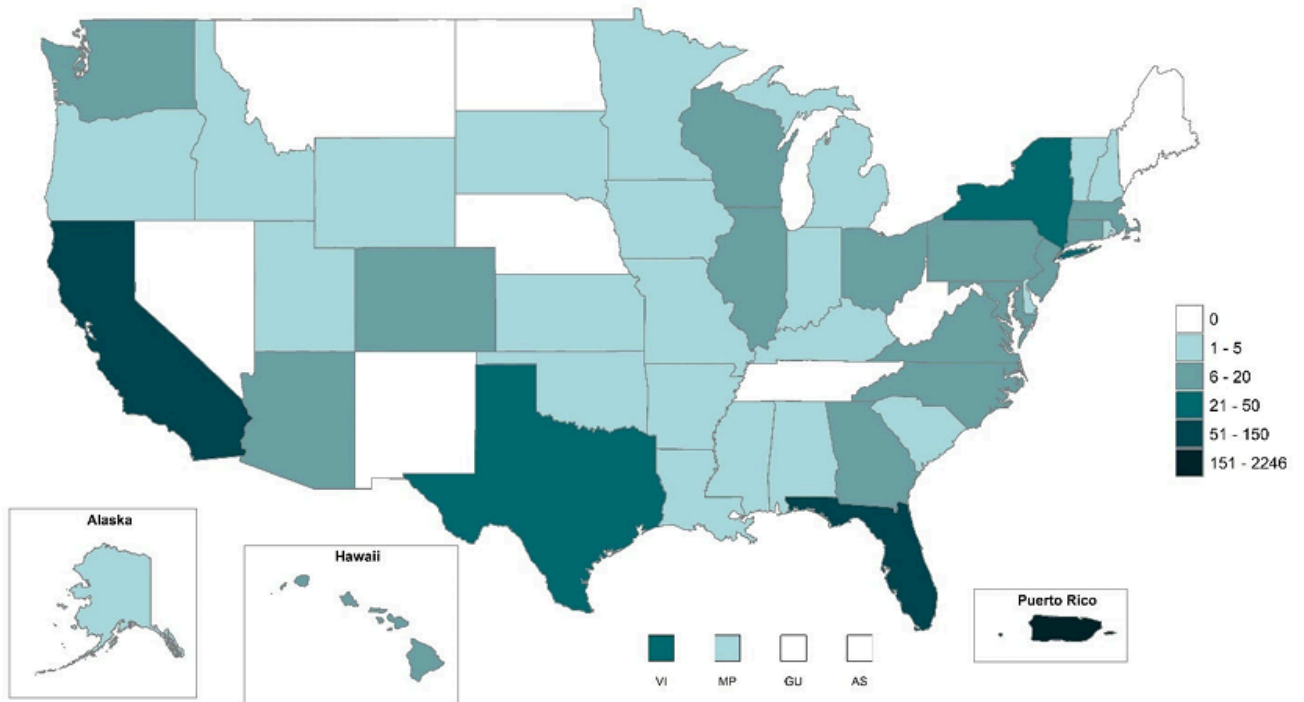 0
1 - 5
6 - 20
21 - 50
51 - 150
151 - 2246
Alaska
Hawaii
Puerto Rico
VI
MP
GU
AS